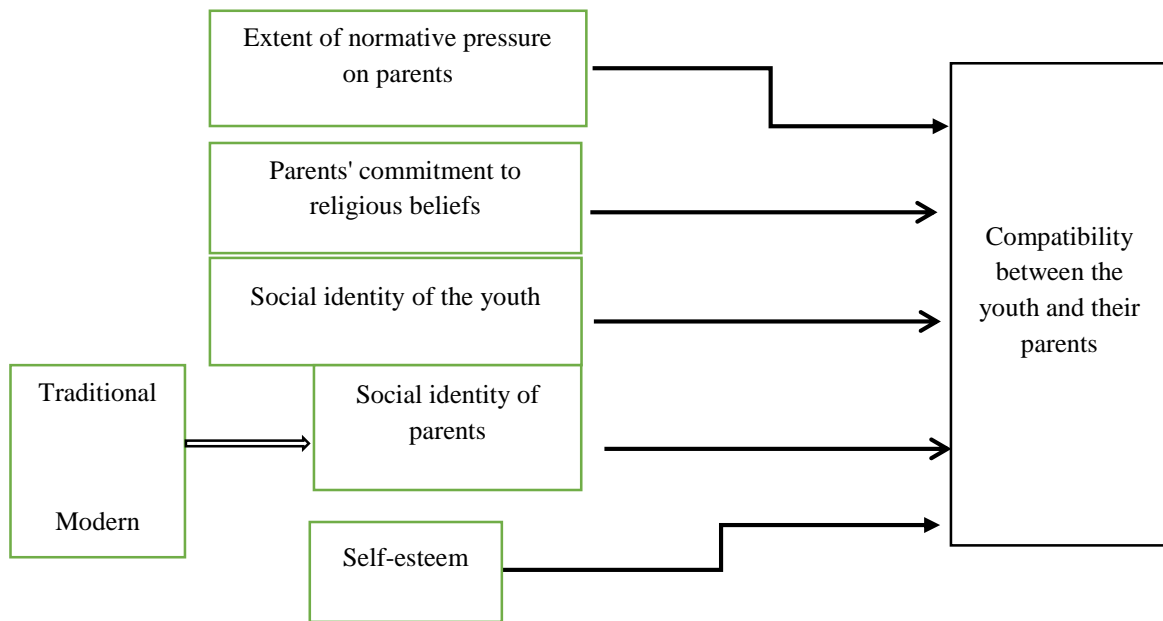 Extent of normative pressure
on parents
Parents' commitment to
religious beliefs
Social identity of the youth
Traditional
Modern
Social identity of
parents
Self-esteem
Compatibility
between the
youth and their
parents